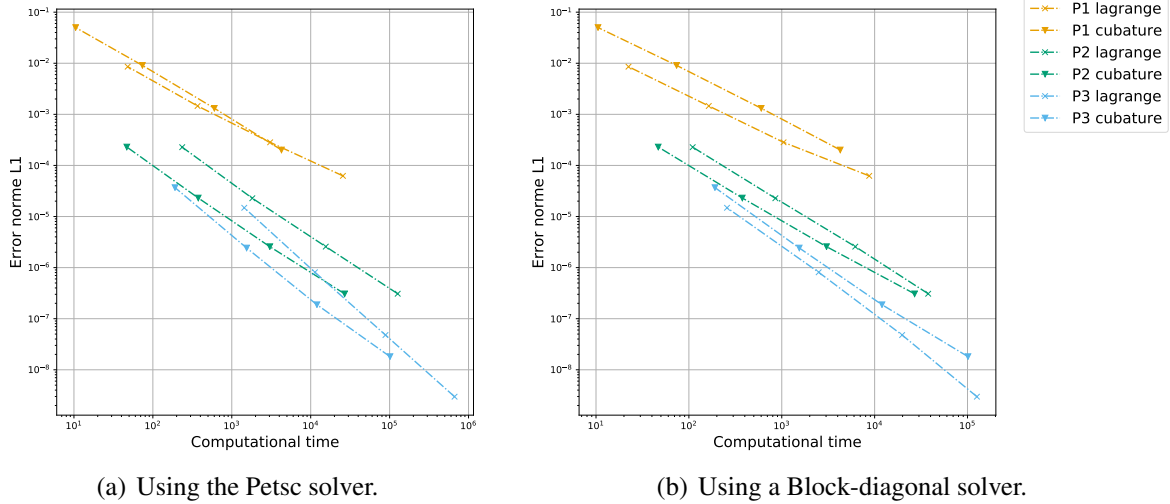 10⁻¹
10⁻²
10⁻³
10⁻⁴
10⁻⁵
10⁻⁶
10⁻⁷
10⁻⁸
Error norme L1
10¹ 10² 10³ 10⁴ 10⁵ 10⁶
Computational time
(a) Using the Petsc solver.
10⁻¹
10⁻²
10⁻³
10⁻⁴
10⁻⁵
10⁻⁶
10⁻⁷
10⁻⁸
Error norme L1
10¹ 10² 10³ 10⁴ 10⁵
Computational time
(b) Using a Block-diagonal solver.
P1 lagrange
P1 cubature
P2 lagrange
P2 cubature
P3 lagrange
P3 cubature